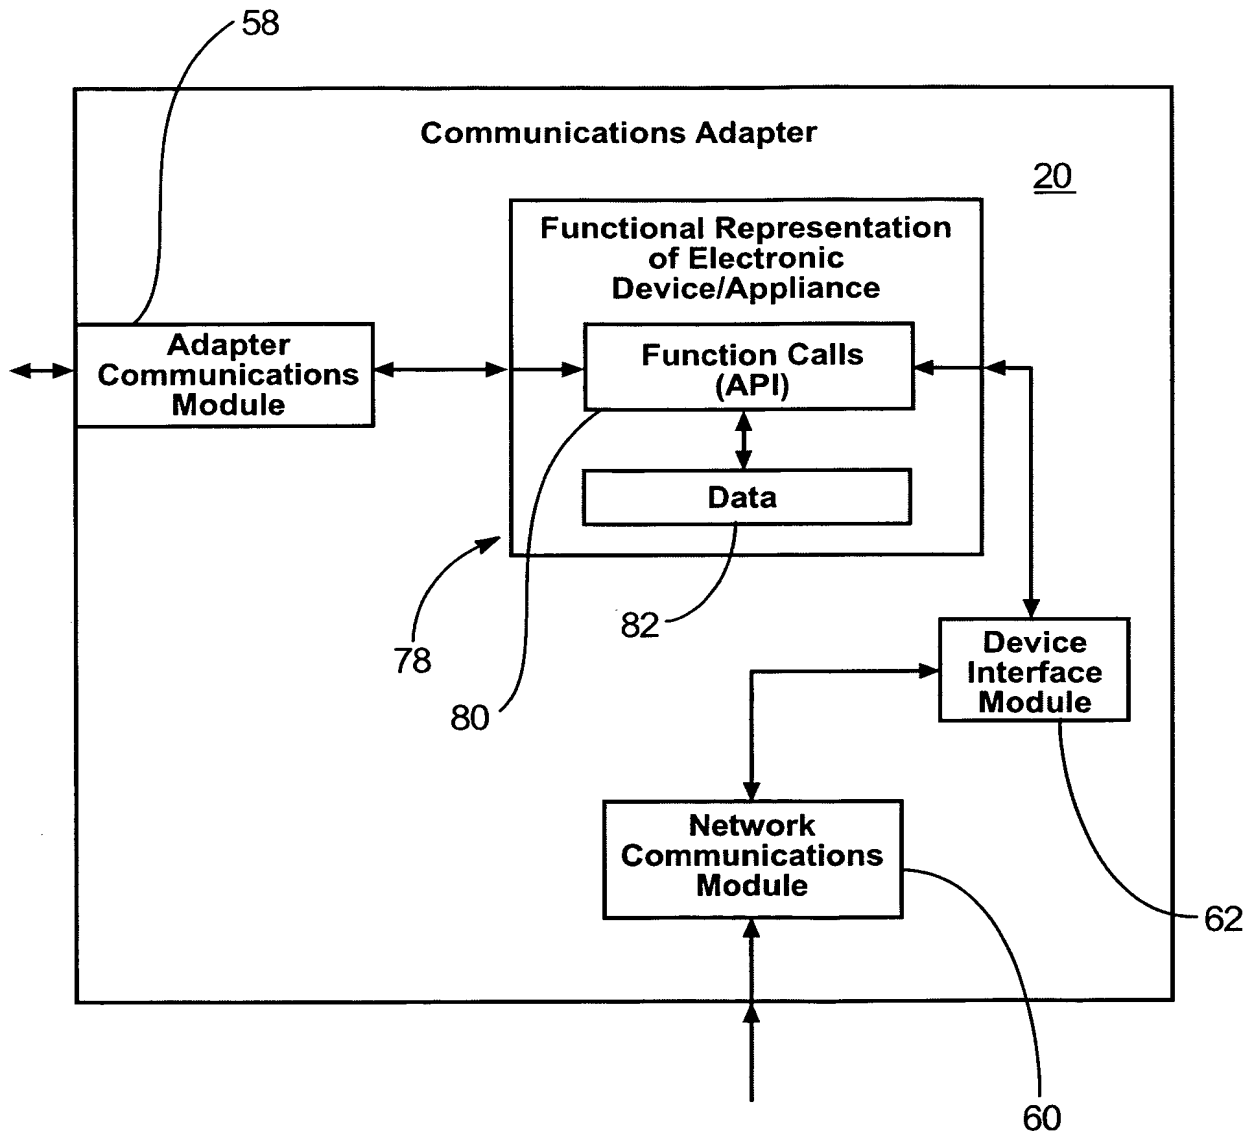 58
Communications Adapter
20
Functional Representation
of Electronic
Device/Appliance
Adapter
Communications
Module
Function Calls
(API)
Data
82
78
80
Device
Interface
Module
Network
Communications
Module
62
60